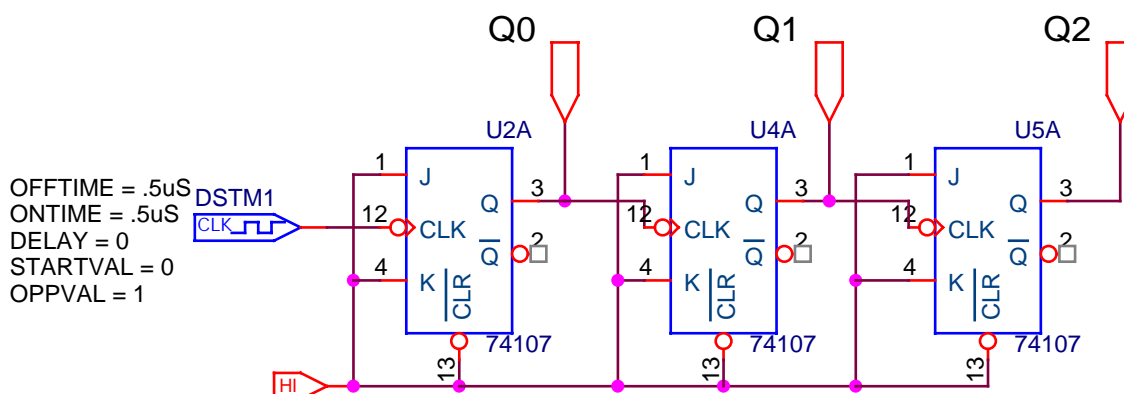 Q0
Q1
Q2
U2A
U4A
U5A
OFFTIME = .5uS
ONTIME = .5uS
DELAY = 0
STARTVAL = 0
OPPVAL = 1
DSTM1
CLK
1
J
12
CLK
4
K
CLR
Q
3
Q
2
13
74107
1
J
12
CLK
4
K
CLR
Q
3
Q
2
13
74107
1
J
12
CLK
4
K
CLR
Q
3
Q
2
13
74107
HI